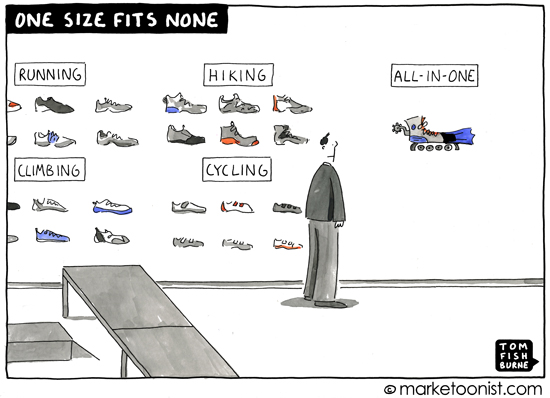 ONE SIZE FITS NONE
RUNNING
HIKING
ALL-IN-ONE
CLIMBING
CYCLING
TOM
FISH
BURNE
© marketoonist.com